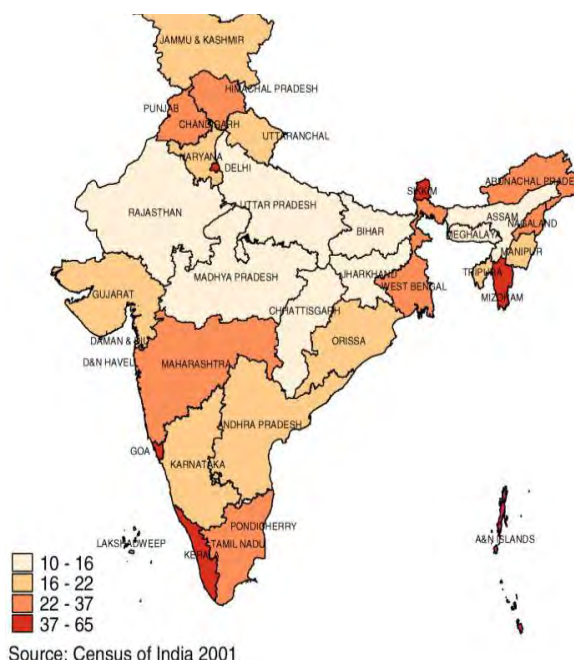 JAMMU & KASHMIR
HIMACHAL PRADESH
PUNJAB
CHANDIGARH
UTTARANCHAL
HARYANA
DELHI
ARUNACHAL PRADE
SIKKIM
UTTAR PRADESH
RAJASTHAN
ASSAM
NAGALAND
BIHAR
MEGHALAYA
MANIPUR
MADHYA PRADESH
JHARKHAND
TRIPURA
WEST BENGAL
MIZORAM
GUJARAT
CHHATTISGARH
DAMAN & DIU
ORISSA
D&N HAVELI
MAHARASHTRA
ANDHRA PRADESH
GOA
KARNATAKA
PONDICHERRY
A&N ISLANDS
LAKSHADWEEP
TAMIL NADU
KERALA
10 - 16
16 - 22
22 - 37
37 - 65
Source: Census of India 2001